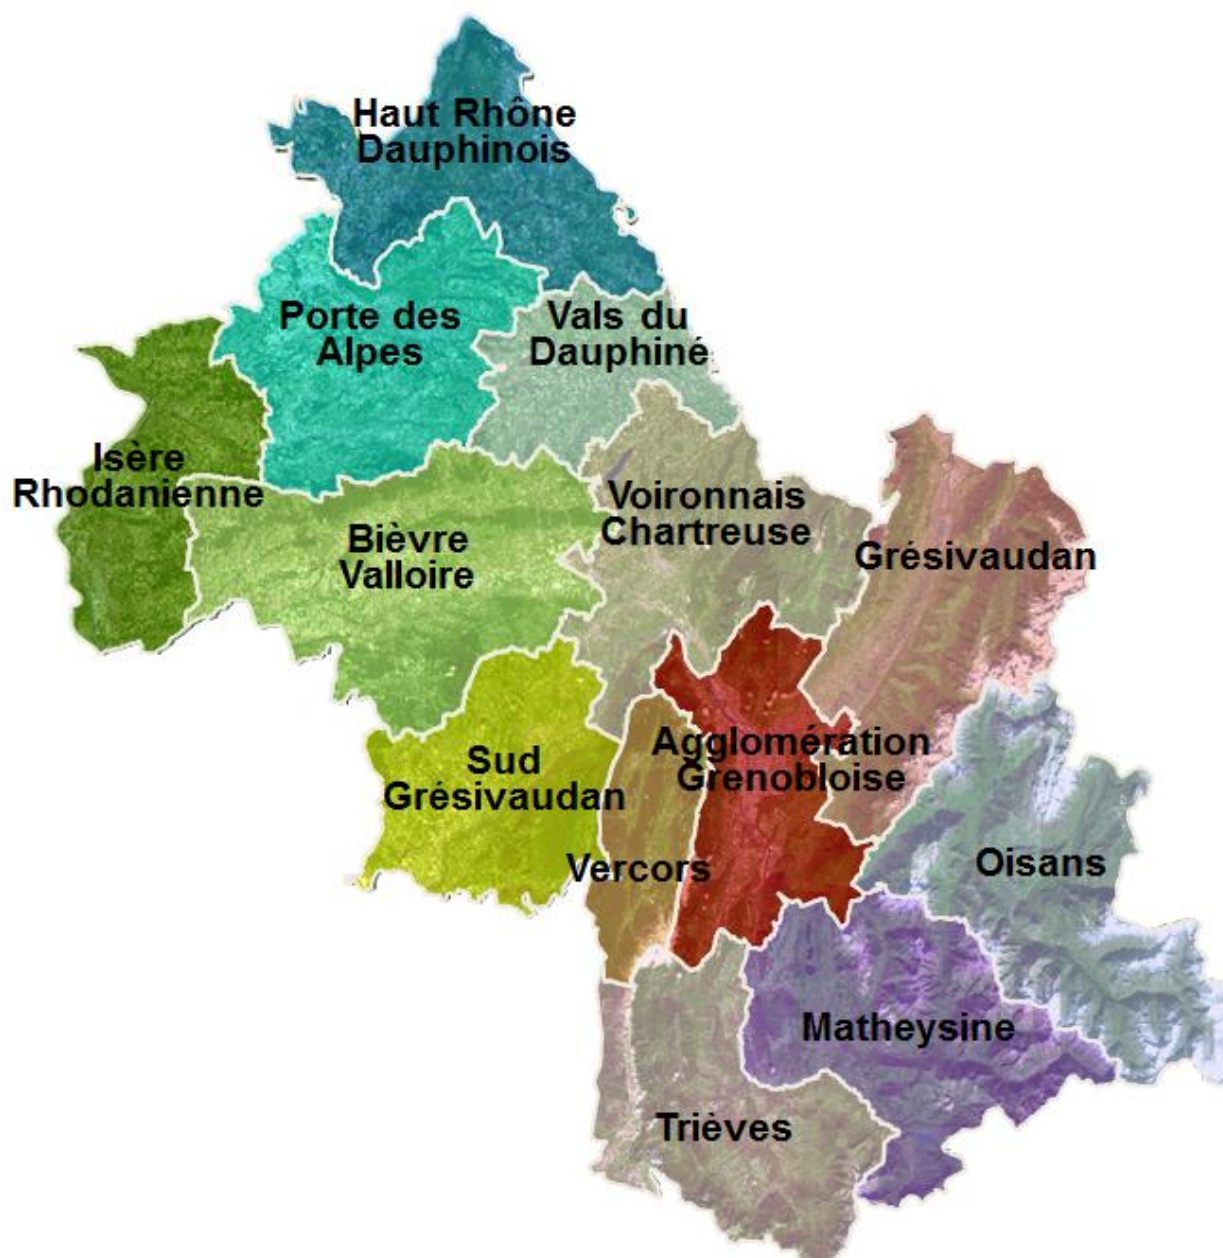 Haut Rhône
Dauphinois
Porte des
Alpes
Vals du
Dauphiné
Isère
Rhodanienne
Bièvre
Valloire
Voironnais
Chartreuse
Grésivaudan
Sud
Grésivaudan
Agglomération
Grenobloise
Vercors
Oisans
Matheysine
Trièves